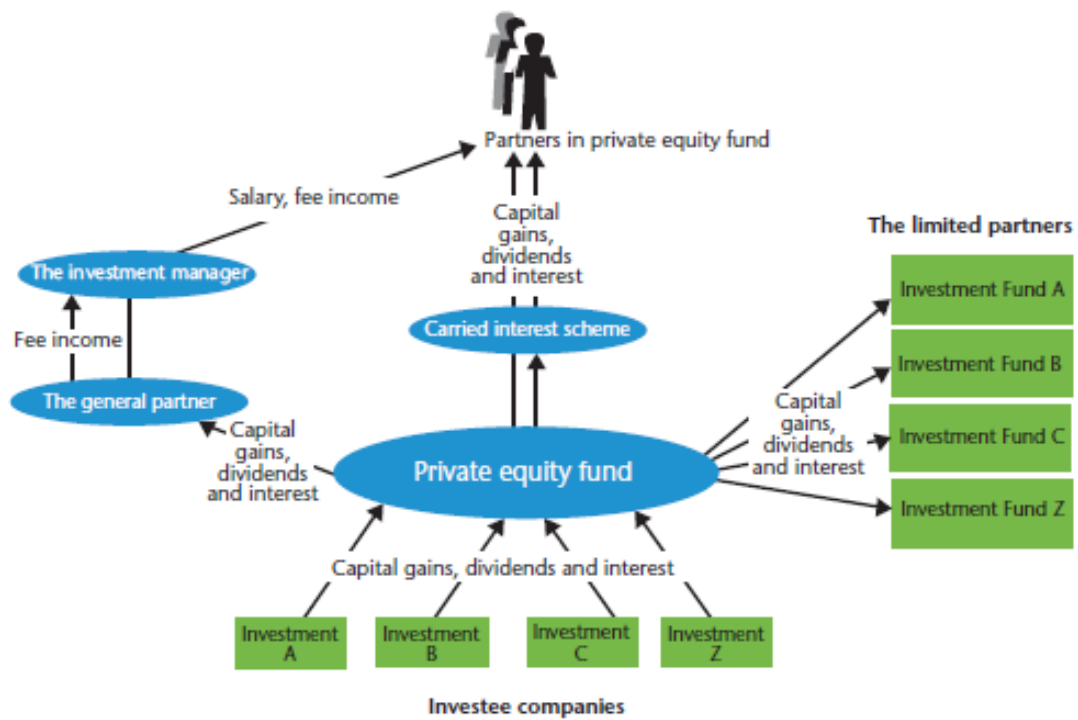 Partners in private equity fund
Salary, fee income
Capital
gains,
dividends
and interest
The limited partners
The investment manager
Investment Fund A
Fee income
Carried interest scheme
Investment Fund B
The general partner
Capital
gains,
dividends
and interest
Investment Fund C
Capital
gains,
dividends
and interest
Private equity fund
Investment Fund Z
Capital gains, dividends and interest
Investment
A
Investment
B
Investment
C
Investment
Z
Investee companies